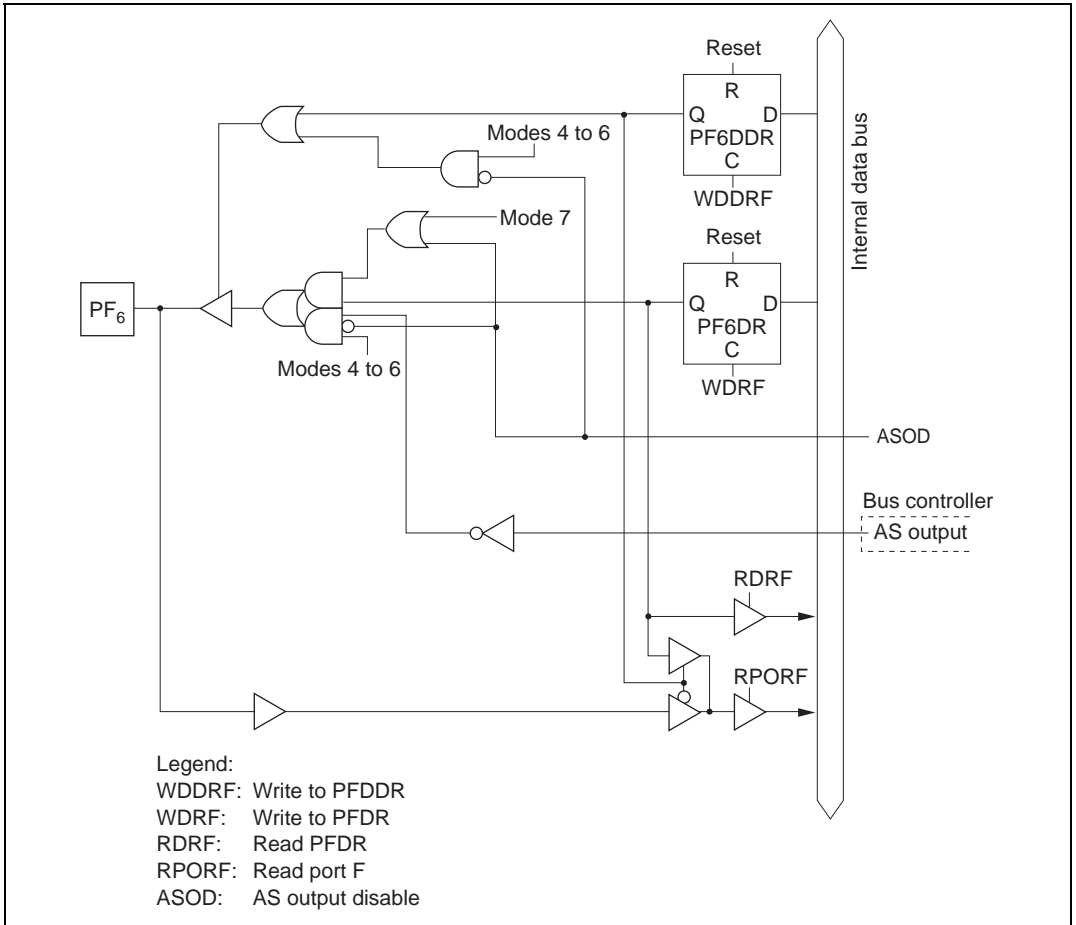 Reset
R
Q D
PF6DDR
C
WDDRF
Modes 4 to 6
Mode 7
Internal data bus
Reset
R
Q D
PF6DR
C
WDRF
PF6
Modes 4 to 6
ASOD
Bus controller
AS output
RDRF
RPORF
Legend:
WDDRF: Write to PFDDR
WDRF: Write to PFDR
RDRF: Read PFDR
RPORF: Read port F
ASOD: AS output disable